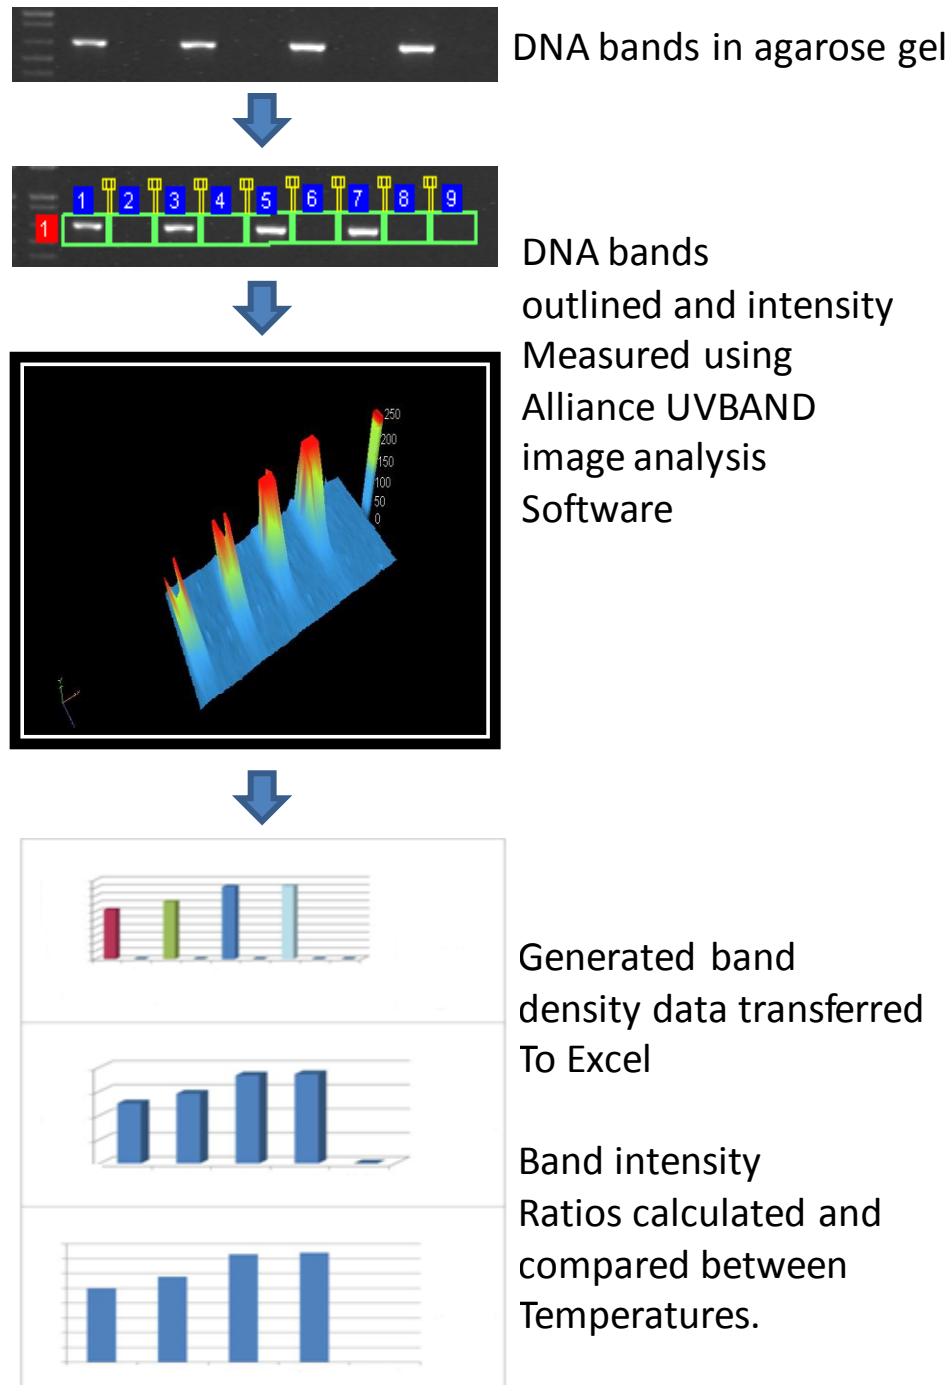 DNA bands in agarose gel
1 2 3 4 5 6 7 8 9
1
DNA bands
outlined and intensity
Measured using
Alliance UVBAND
image analysis
Software
250
200
150
100
50
0
Generated band
density data transferred
To Excel
Band intensity
Ratios calculated and
compared between
Temperatures.